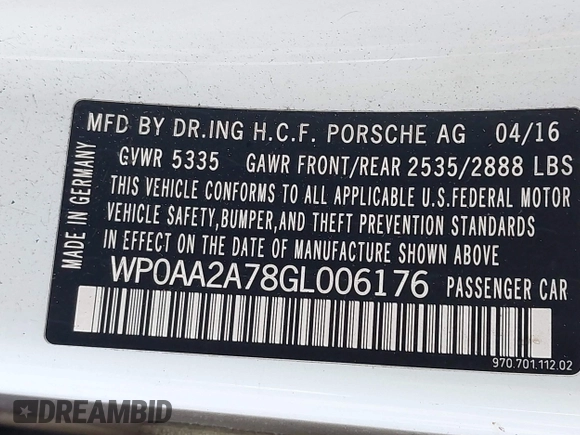 MFD BY DR.ING H.C.F. PORSCHE AG 04/16
GVWR 5335 GAWR FRONT/REAR 2535/2888 LBS
THIS VEHICLE CONFORMS TO ALL APPLICABLE U.S.FEDERAL MOTOR
VEHICLE SAFETY,BUMPER,AND THEFT PREVENTION STANDARDS
IN EFFECT ON THE DATE OF MANUFACTURE SHOWN ABOVE
WP0AA2A78GL006176 PASSENGER CAR
MADE IN GERMANY
970.701.112.02
DREAMBID